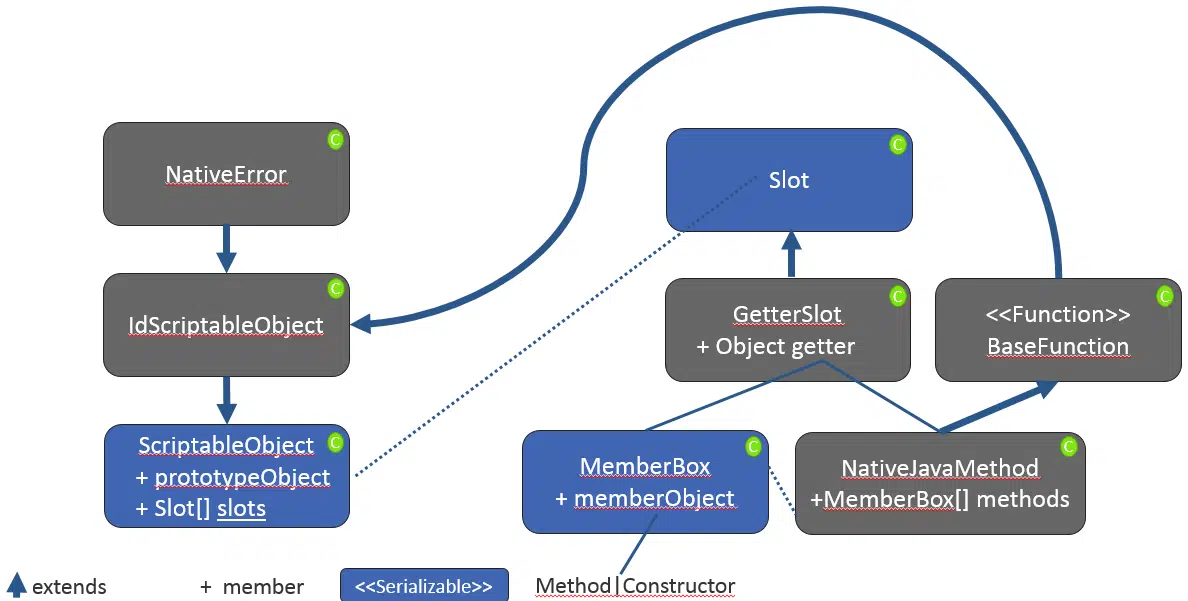 C
NativeError
C
Slot
C
IdScriptableObject
C
GetterSlot
+ Object getter
C
<<Function>>
BaseFunction
C
ScriptableObject
+ prototypeObject
+ Slot[] slots
C
MemberBox
+ memberObject
C
NativeJavaMethod
+MemberBox[] methods
extends
+ member
<<Serializable>>
Method|Constructor